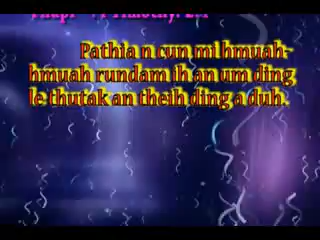 Pathian cun mi hmuah-
hmuah rundam ih an um ding
le thutak an theih ding a duh.